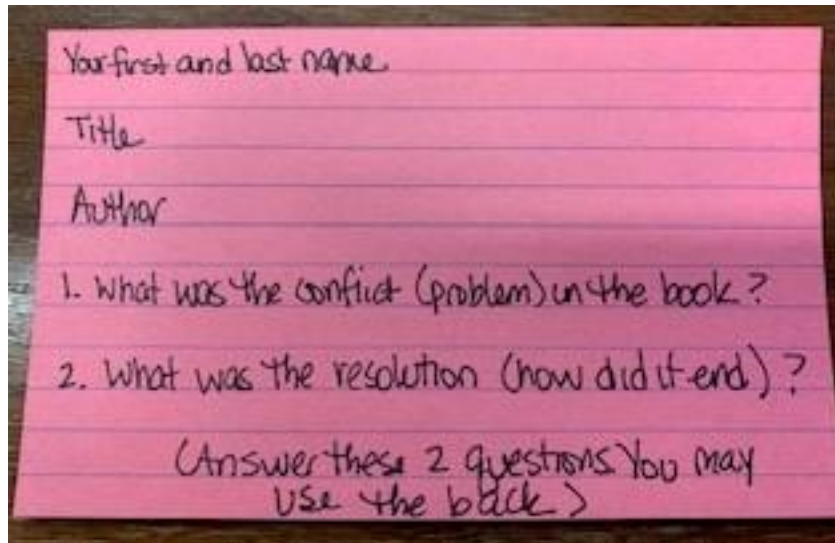 Your first and last name
Title
Author
1. What was the conflict (problem) in the book?
2. What was the resolution (how did it end)?
(Answer these 2 questions. You may
use the back)